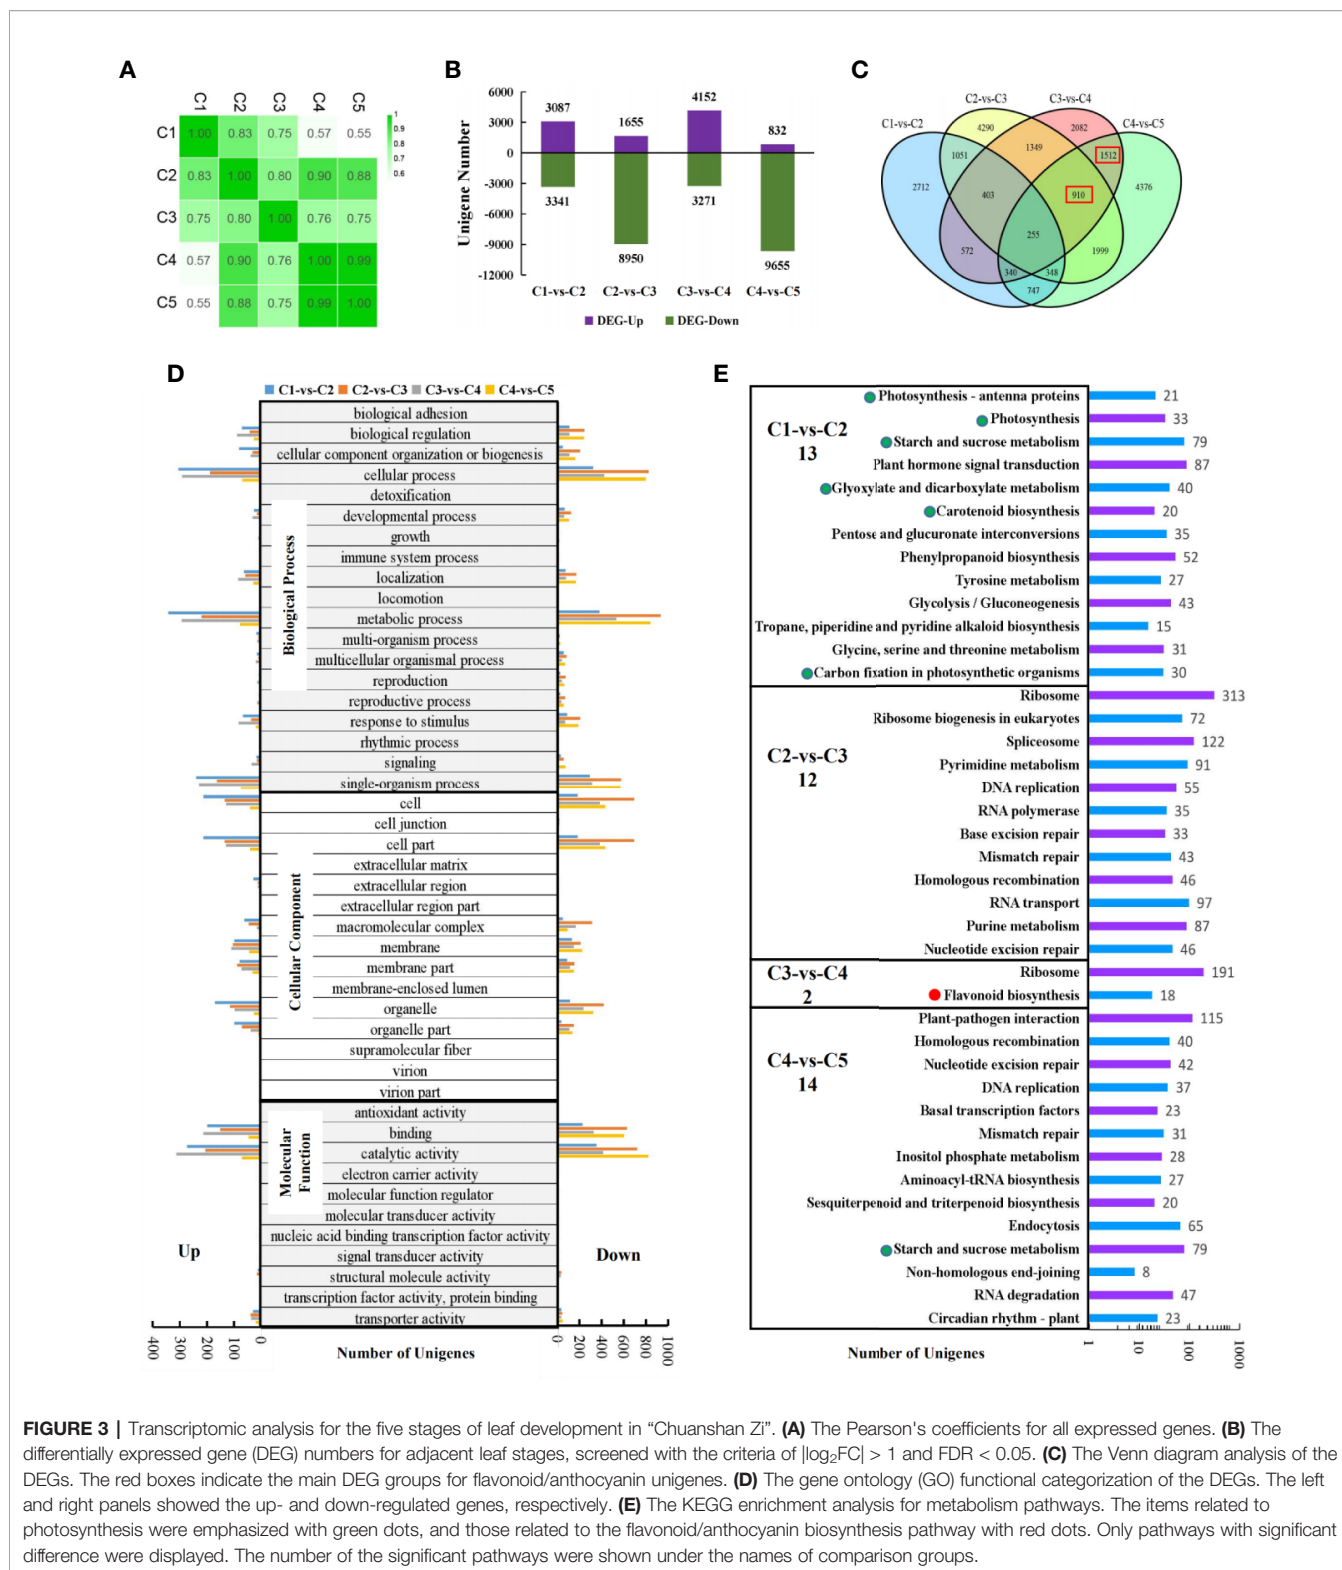 A
C1 C2 C3 C4 C5
C1 1.00 0.83 0.75 0.57 0.55
C2 0.83 1.00 0.80 0.90 0.88
C3 0.75 0.80 1.00 0.76 0.75
C4 0.57 0.90 0.76 1.00 0.99
C5 0.55 0.88 0.75 0.99 1.00
1
0.9
0.8
0.7
0.6
B
Unigene Number
6000
3000
0
-3000
-6000
-9000
-12000
3087 1655 4152 832
3341 8950 3271 9655
C1-vs-C2 C2-vs-C3 C3-vs-C4 C4-vs-C5
DEG-Up DEG-Down
C
C2-vs-C3 C3-vs-C4
C1-vs-C2 C4-vs-C5
4290 2082
1051 1349 1512
2712 403 910 4376
255
572 1999
340 348
747
D
C1-vs-C2 C2-vs-C3 C3-vs-C4 C4-vs-C5
Biological Process
biological adhesion
biological regulation
cellular component organization or biogenesis
cellular process
detoxification
developmental process
growth
immune system process
localization
locomotion
metabolic process
multi-organism process
multicellular organismal process
reproduction
reproductive process
response to stimulus
rhythmic process
signaling
single-organism process
Cellular Component
cell
cell junction
cell part
extracellular matrix
extracellular region
extracellular region part
macromolecular complex
membrane
membrane part
membrane-enclosed lumen
organelle
organelle part
supramolecular fiber
virion
virion part
Molecular Function
antioxidant activity
binding
catalytic activity
electron carrier activity
molecular function regulator
molecular transducer activity
nucleic acid binding transcription factor activity
signal transducer activity
structural molecule activity
transcription factor activity, protein binding
transporter activity
Up Down
400 300 200 100 0 0 200 400 600 800 1000
Number of Unigenes
E
C1-vs-C2
13
Photosynthesis - antenna proteins 21
Photosynthesis 33
Starch and sucrose metabolism 79
Plant hormone signal transduction 87
Glyoxylate and dicarboxylate metabolism 40
Carotenoid biosynthesis 20
Pentose and glucuronate interconversions 35
Phenylpropanoid biosynthesis 52
Tyrosine metabolism 27
Glycolysis / Gluconeogenesis 43
Tropane, piperidine and pyridine alkaloid biosynthesis 15
Glycine, serine and threonine metabolism 31
Carbon fixation in photosynthetic organisms 30
C2-vs-C3
12
Ribosome 313
Ribosome biogenesis in eukaryotes 72
Spliceosome 122
Pyrimidine metabolism 91
DNA replication 55
RNA polymerase 35
Base excision repair 33
Mismatch repair 43
Homologous recombination 46
RNA transport 97
Purine metabolism 87
Nucleotide excision repair 46
C3-vs-C4
2
Ribosome 191
Flavonoid biosynthesis 18
C4-vs-C5
14
Plant-pathogen interaction 115
Homologous recombination 40
Nucleotide excision repair 42
DNA replication 37
Basal transcription factors 23
Mismatch repair 31
Inositol phosphate metabolism 28
Aminoacyl-tRNA biosynthesis 27
Sesquiterpenoid and triterpenoid biosynthesis 20
Endocytosis 65
Starch and sucrose metabolism 79
Non-homologous end-joining 8
RNA degradation 47
Circadian rhythm - plant 23
1 10 100 1000
Number of Unigenes
FIGURE 3 | Transcriptomic analysis for the five stages of leaf development in “Chuanshan Zi”. (A) The Pearson's coefficients for all expressed genes. (B) The
differentially expressed gene (DEG) numbers for adjacent leaf stages, screened with the criteria of |log₂FC| > 1 and FDR < 0.05. (C) The Venn diagram analysis of the
DEGs. The red boxes indicate the main DEG groups for flavonoid/anthocyanin unigenes. (D) The gene ontology (GO) functional categorization of the DEGs. The left
and right panels showed the up- and down-regulated genes, respectively. (E) The KEGG enrichment analysis for metabolism pathways. The items related to
photosynthesis were emphasized with green dots, and those related to the flavonoid/anthocyanin biosynthesis pathway with red dots. Only pathways with significant
difference were displayed. The number of the significant pathways were shown under the names of comparison groups.